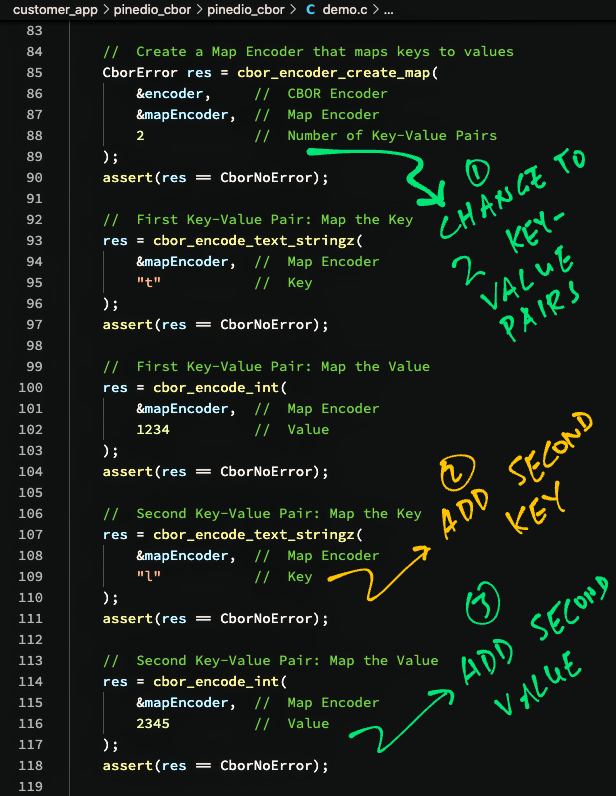 customer_app > pinedio_cbor > pinedio_cbor > C demo.c > ...
83
84 // Create a Map Encoder that maps keys to values
85 CborError res = cbor_encoder_create_map(
86 &encoder, // CBOR Encoder
87 &mapEncoder, // Map Encoder
88 2 // Number of Key-Value Pairs
89 );
90 assert(res == CborNoError);
91
92 // First Key-Value Pair: Map the Key
93 res = cbor_encode_text_stringz(
94 &mapEncoder, // Map Encoder
95 "t" // Key
96 );
97 assert(res == CborNoError);
98
99 // First Key-Value Pair: Map the Value
100 res = cbor_encode_int(
101 &mapEncoder, // Map Encoder
102 1234 // Value
103 );
104 assert(res == CborNoError);
105
106 // Second Key-Value Pair: Map the Key
107 res = cbor_encode_text_stringz(
108 &mapEncoder, // Map Encoder
109 "l" // Key
110 );
111 assert(res == CborNoError);
112
113 // Second Key-Value Pair: Map the Value
114 res = cbor_encode_int(
115 &mapEncoder, // Map Encoder
116 2345 // Value
117 );
118 assert(res == CborNoError);
119
1
CHANGE TO
2 KEY-
VALUE
PAIRS
2
ADD SECOND
KEY
3
ADD SECOND
VALUE